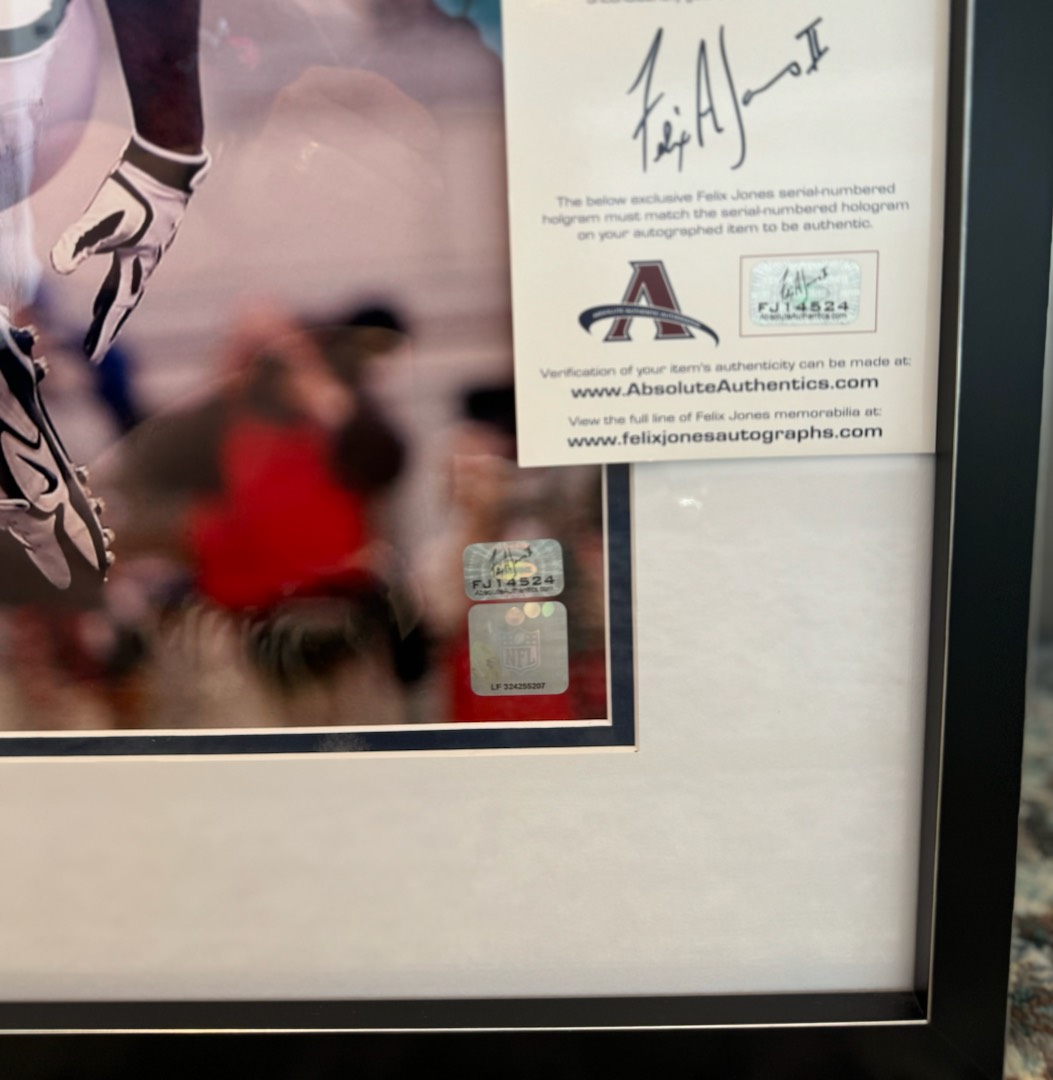 Felix A Jones II
The below exclusive Felix Jones serial-numbered
holgram must match the serial-numbered hologram
on your autographed item to be authentic.
A
FJ14524
AbsoluteAuthentics.com
Verification of your item's authenticity can be made at:
www.AbsoluteAuthentics.com
View the full line of Felix Jones memorabilia at:
www.felixjonesautographs.com
FJ14524
AbsoluteAuthentics.com
NFL
LF 324255207